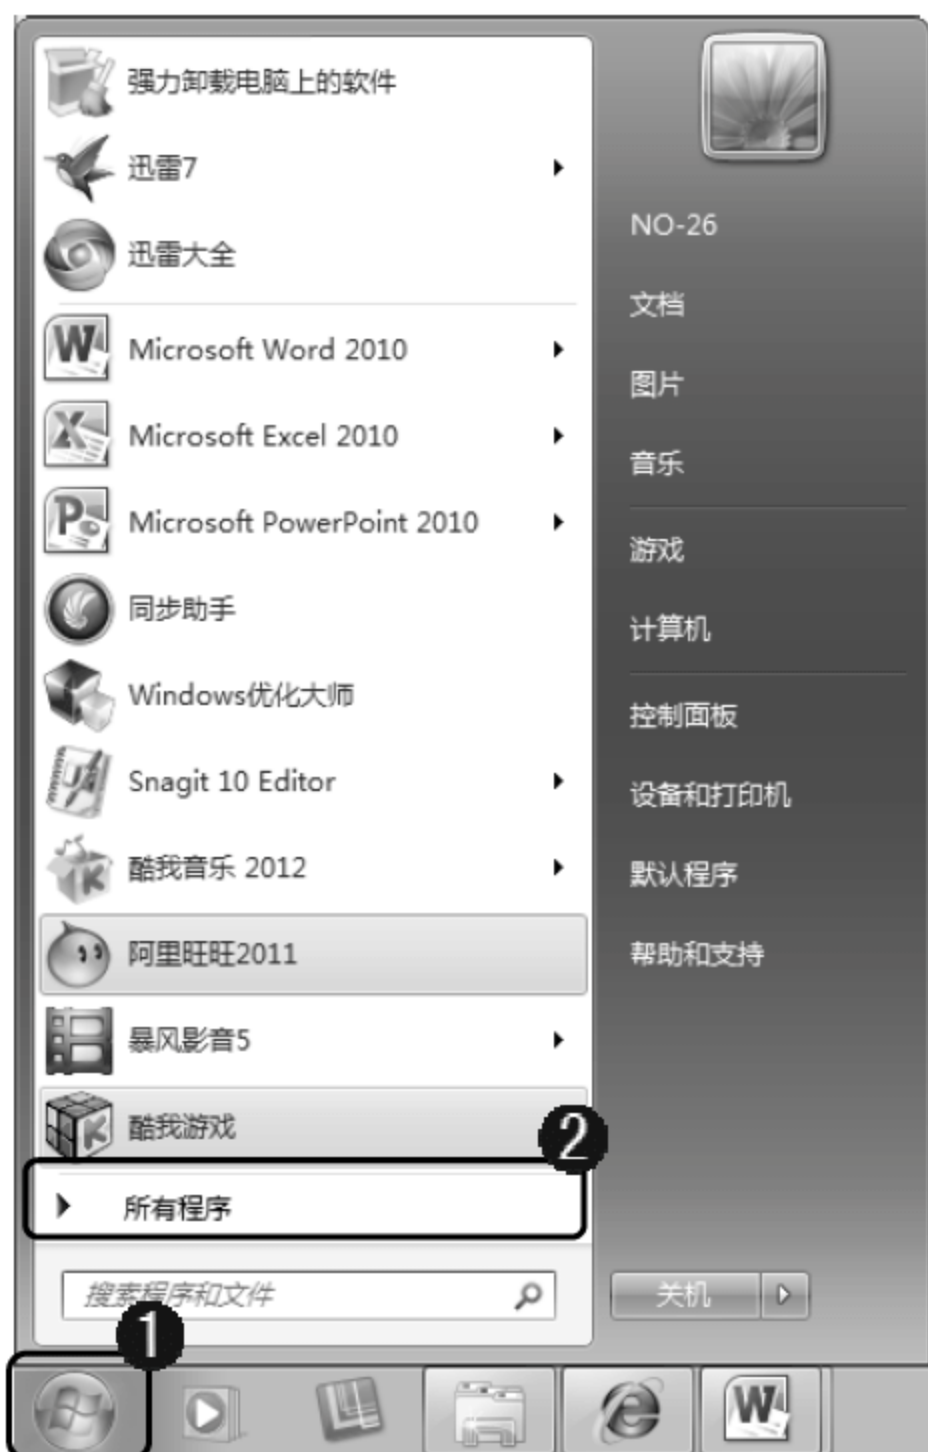 强力卸载电脑上的软件
迅雷7
迅雷大全
Microsoft Word 2010
Microsoft Excel 2010
Microsoft PowerPoint 2010
同步助手
Windows优化大师
Snagit 10 Editor
酷我音乐 2012
阿里旺旺2011
暴风影音5
酷我游戏
2
所有程序
搜索程序和文件
1
NO-26
文档
图片
音乐
游戏
计算机
控制面板
设备和打印机
默认程序
帮助和支持
关机